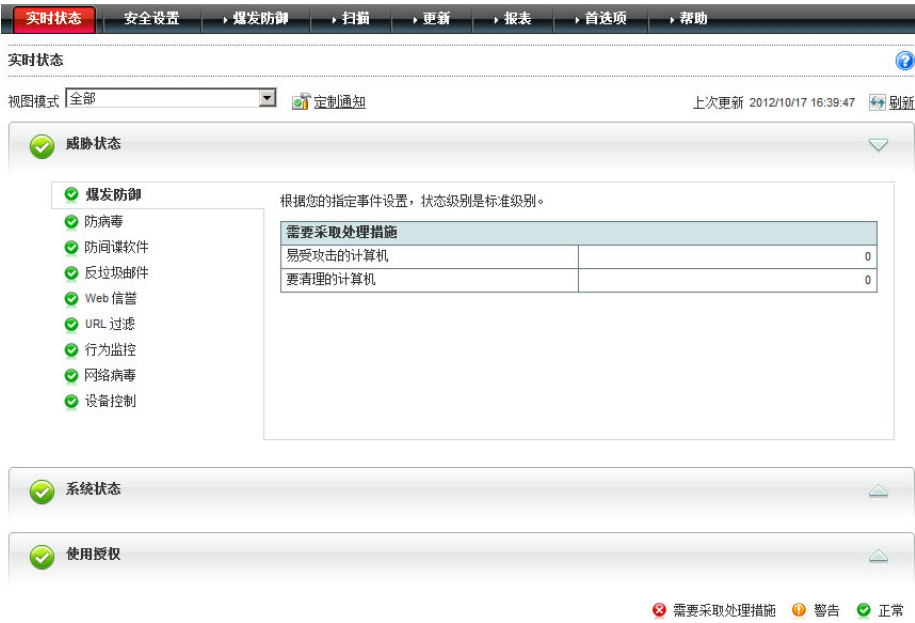 实时状态 安全设置 爆发防御 扫描 更新 报表 首选项 帮助
实时状态
视图模式 全部 定制通知 上次更新 2012/10/17 16:39:47 刷新
威胁状态
爆发防御
防病毒
防间谍软件
反垃圾邮件
Web 信誉
URL 过滤
行为监控
网络病毒
设备控制
根据您的指定事件设置，状态级别是标准级别。
需要采取处理措施
易受攻击的计算机 0
要清理的计算机 0
系统状态
使用授权
需要采取处理措施 警告 正常